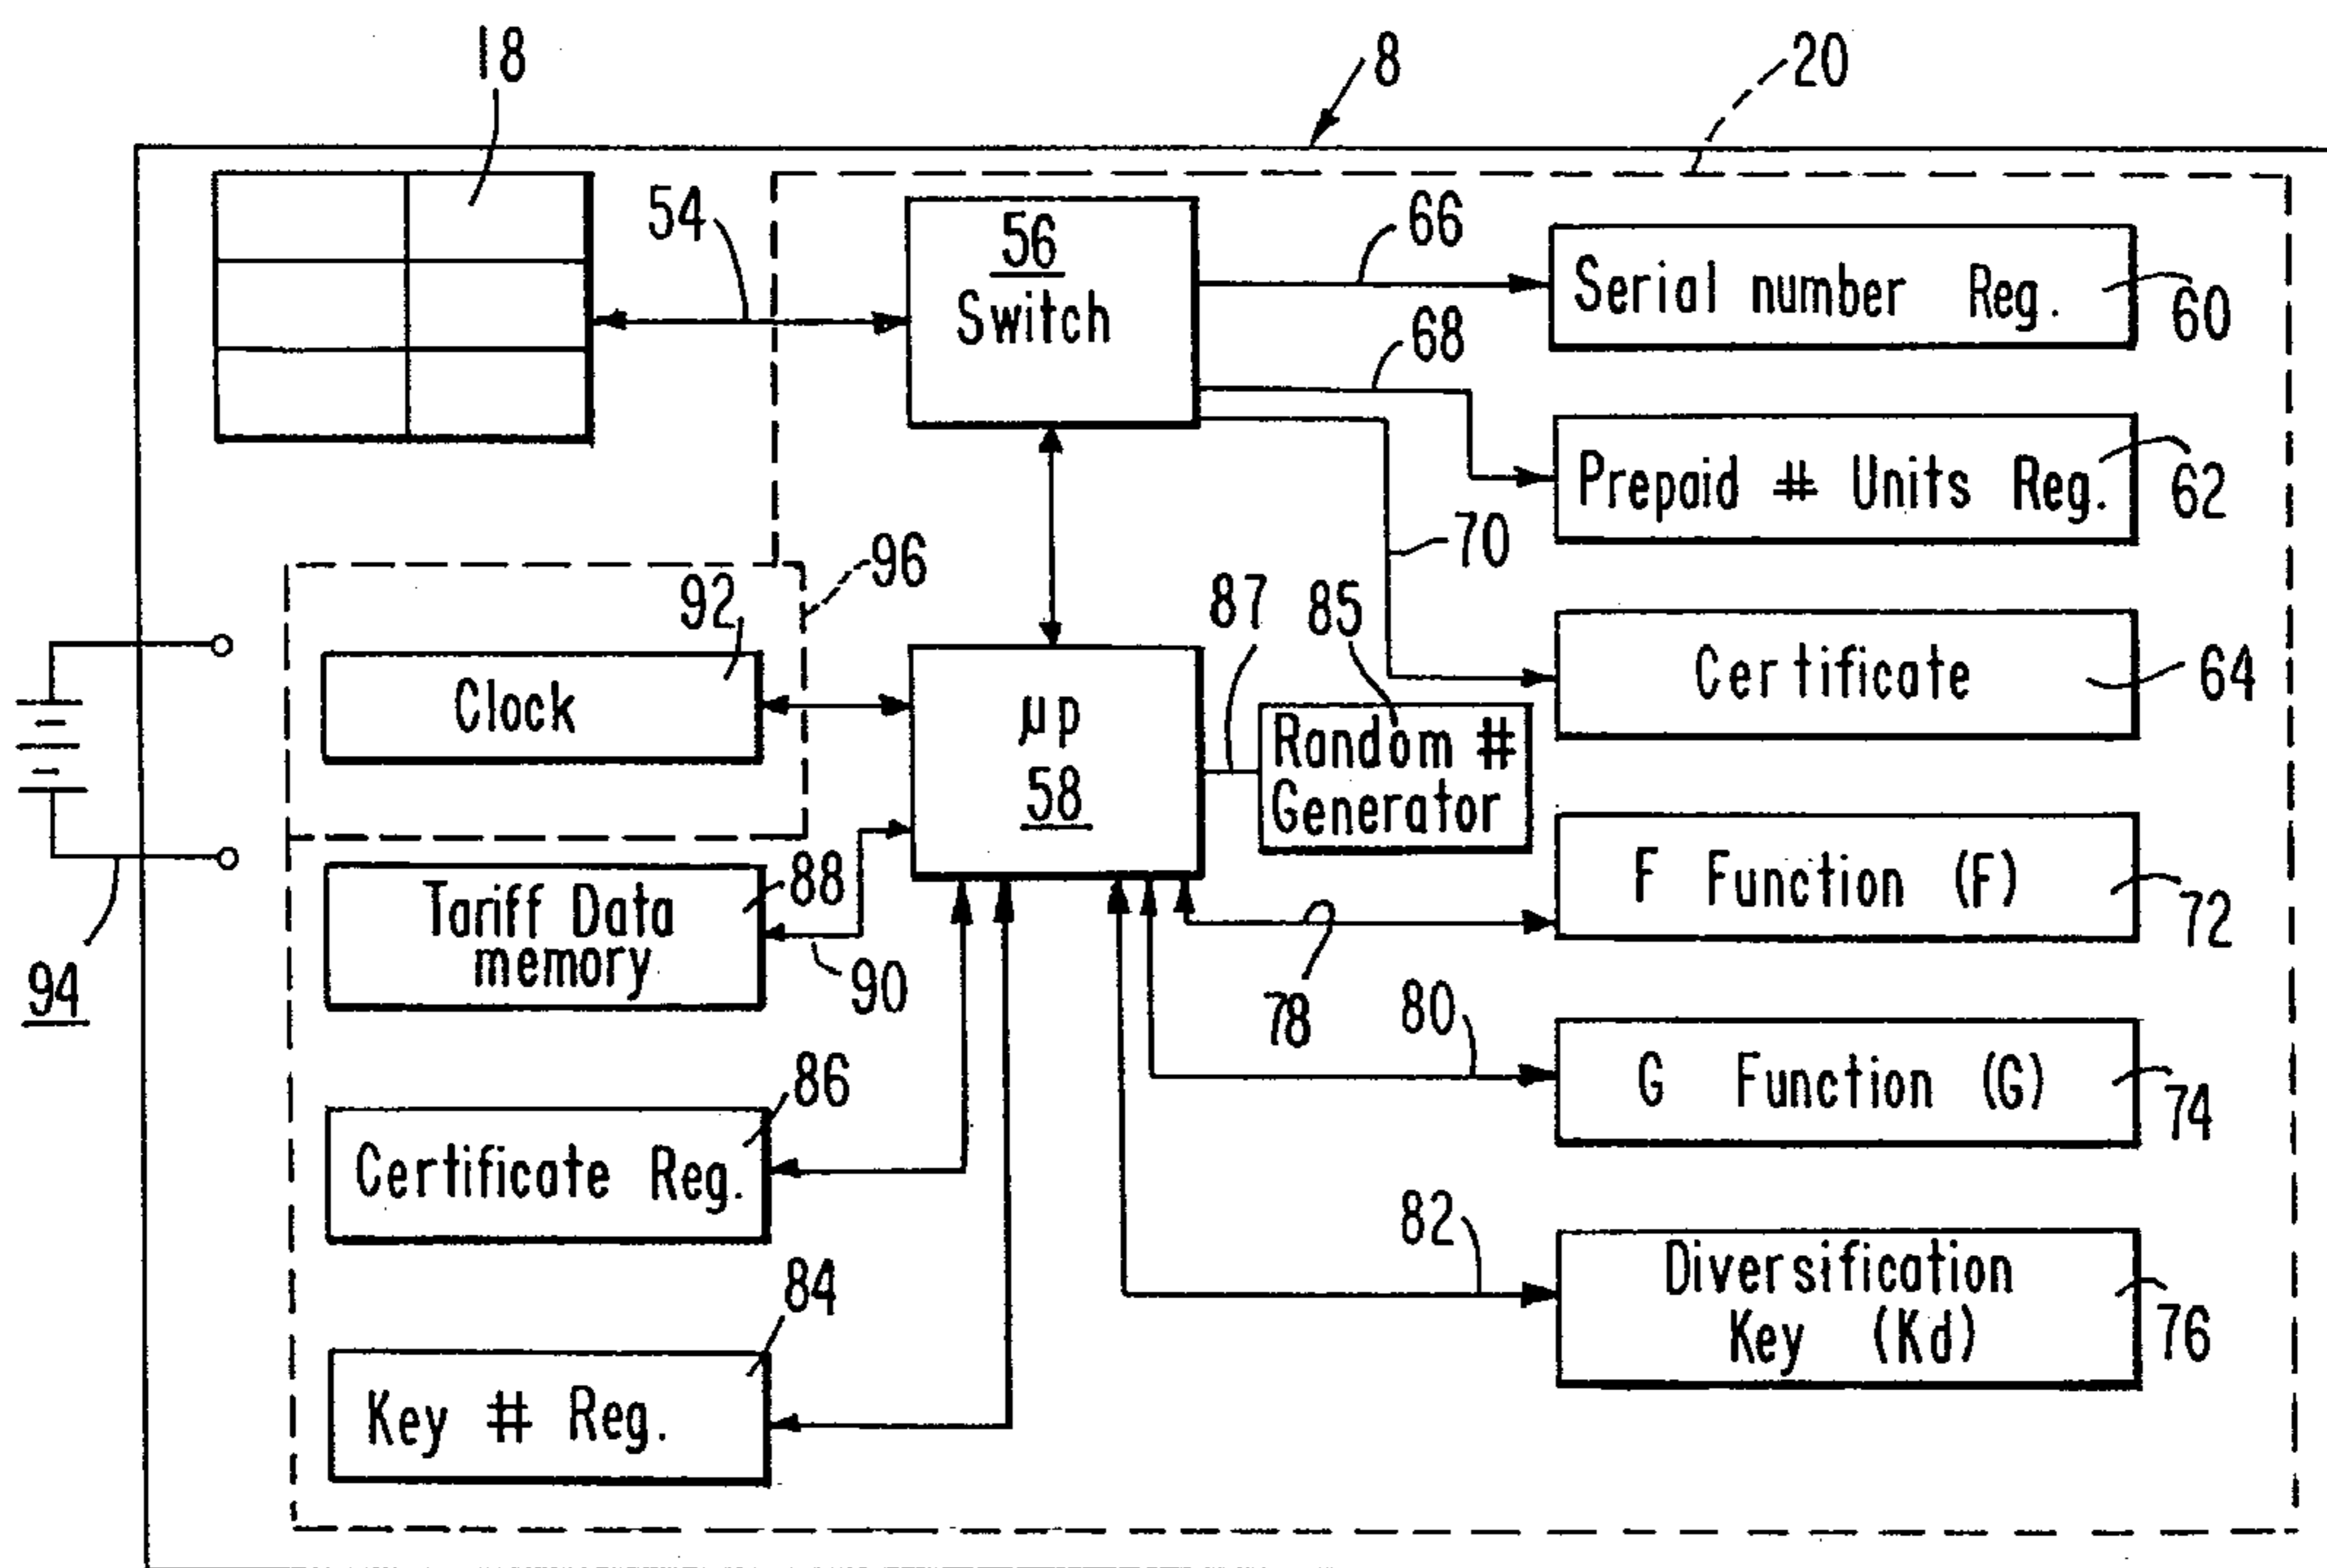 18
8
20
54
56
Switch
66
Serial number Reg.
60
68
Prepaid # Units Reg.
62
70
96
92
Clock
87
85
Certificate
64
µp
58
Random #
Generator
94
88
Tariff Data
memory
90
F Function (F)
72
78
80
G Function (G)
74
86
Certificate Reg.
82
Diversification
Key (Kd)
76
84
Key # Reg.